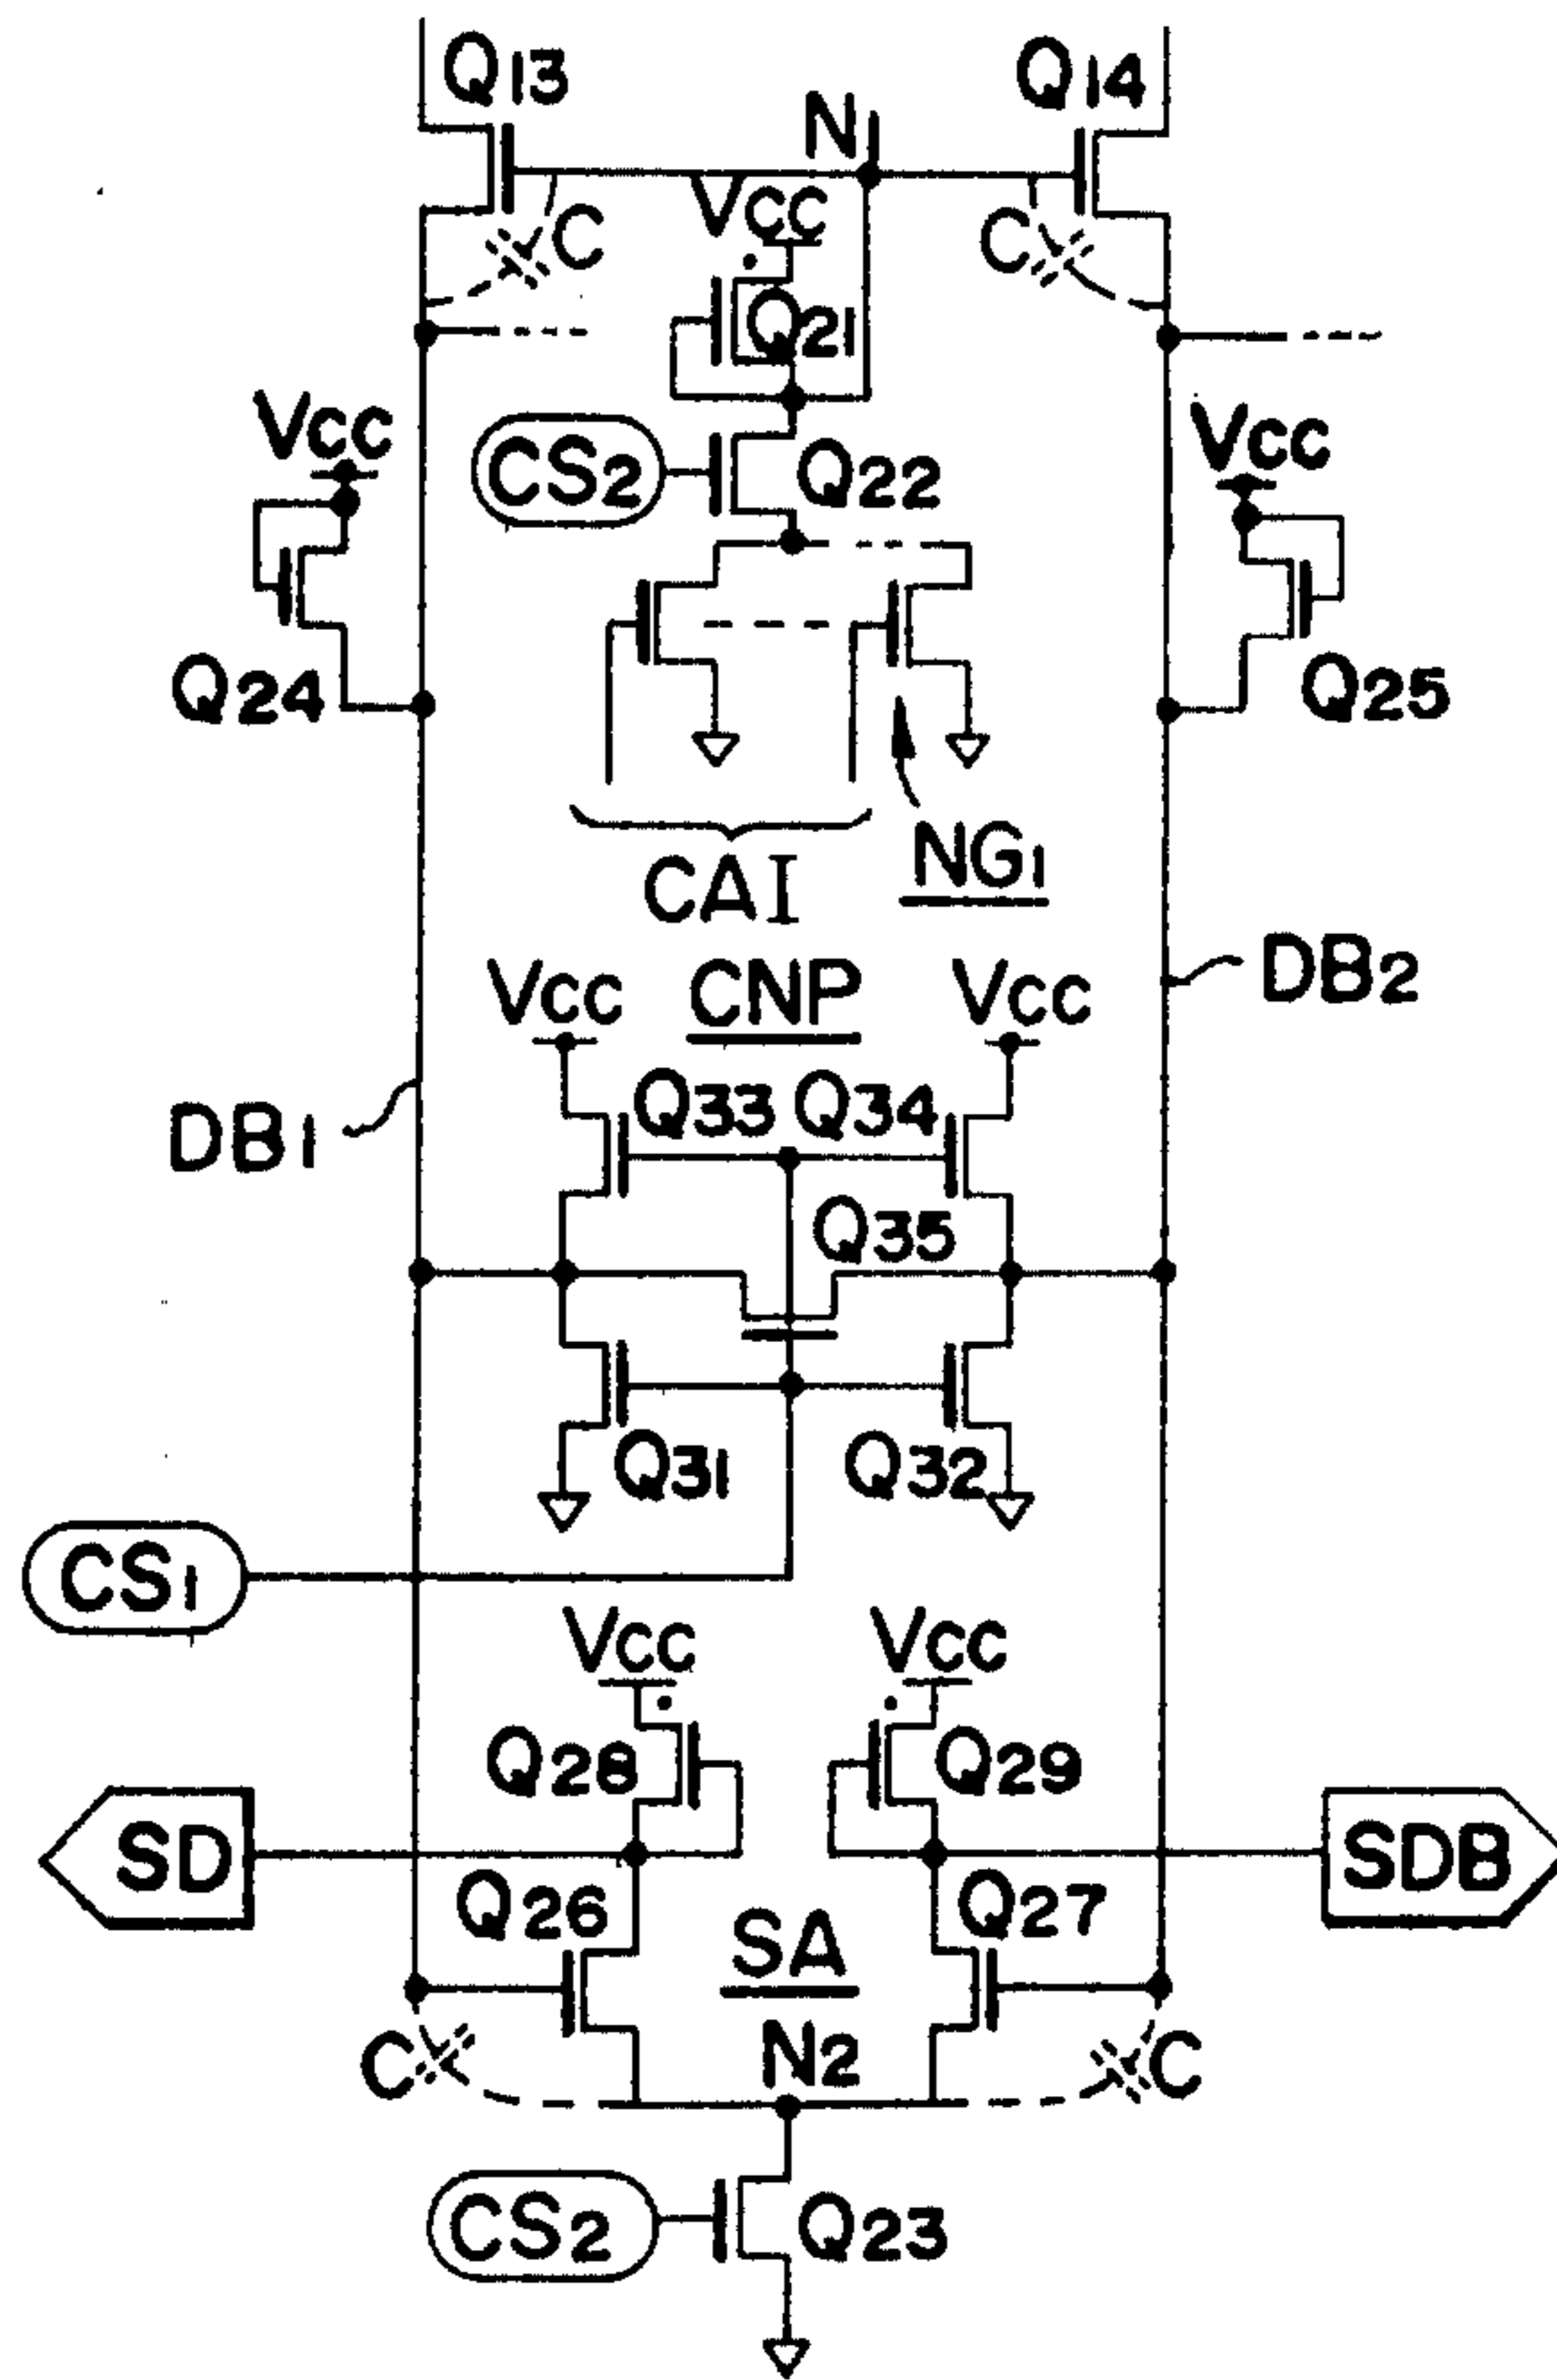 Q13
N1
Q14
C
Vcc
C
Q21
Vcc
CS2
Q22
Vcc
Q24
Q25
CAI
NG1
Vcc
CNP
Vcc
DB2
DB1
Q33
Q34
Q35
Q31
Q32
CS1
Vcc
Vcc
Q28
Q29
SD
SDB
Q26
SA
Q27
C
N2
C
CS2
Q23